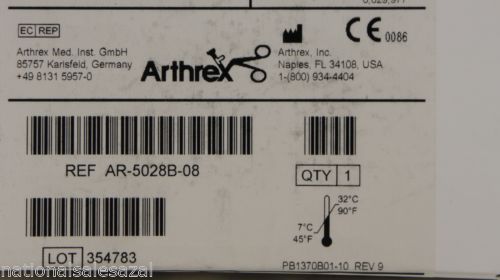 EC REP
Arthrex Med. Inst. GmbH
85757 Karlsfeld, Germany
+49 8131 5957-0
Arthrex
CE 0086
Arthrex, Inc.
Naples, FL 34108, USA
1-(800) 934-4404
REF AR-5028B-08
QTY 1
LOT 354783
32°C
90°F
7°C
45°F
PB1370B01-10 REV 9
nationalsalesazal